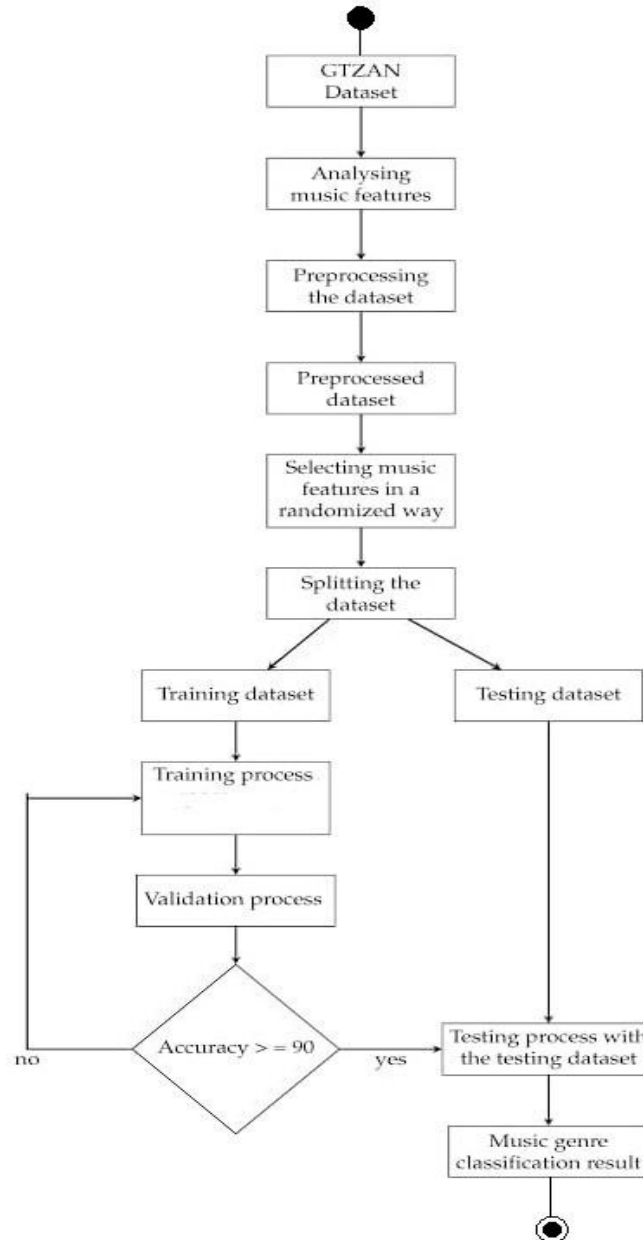 GTZAN
Dataset
Analysing
music features
Preprocessing
the dataset
Preprocessed
dataset
Selecting music
features in a
randomized way
Splitting the
dataset
Training dataset
Testing dataset
Training process
Validation process
Accuracy > = 90
no
yes
Testing process with
the testing dataset
Music genre
classification result